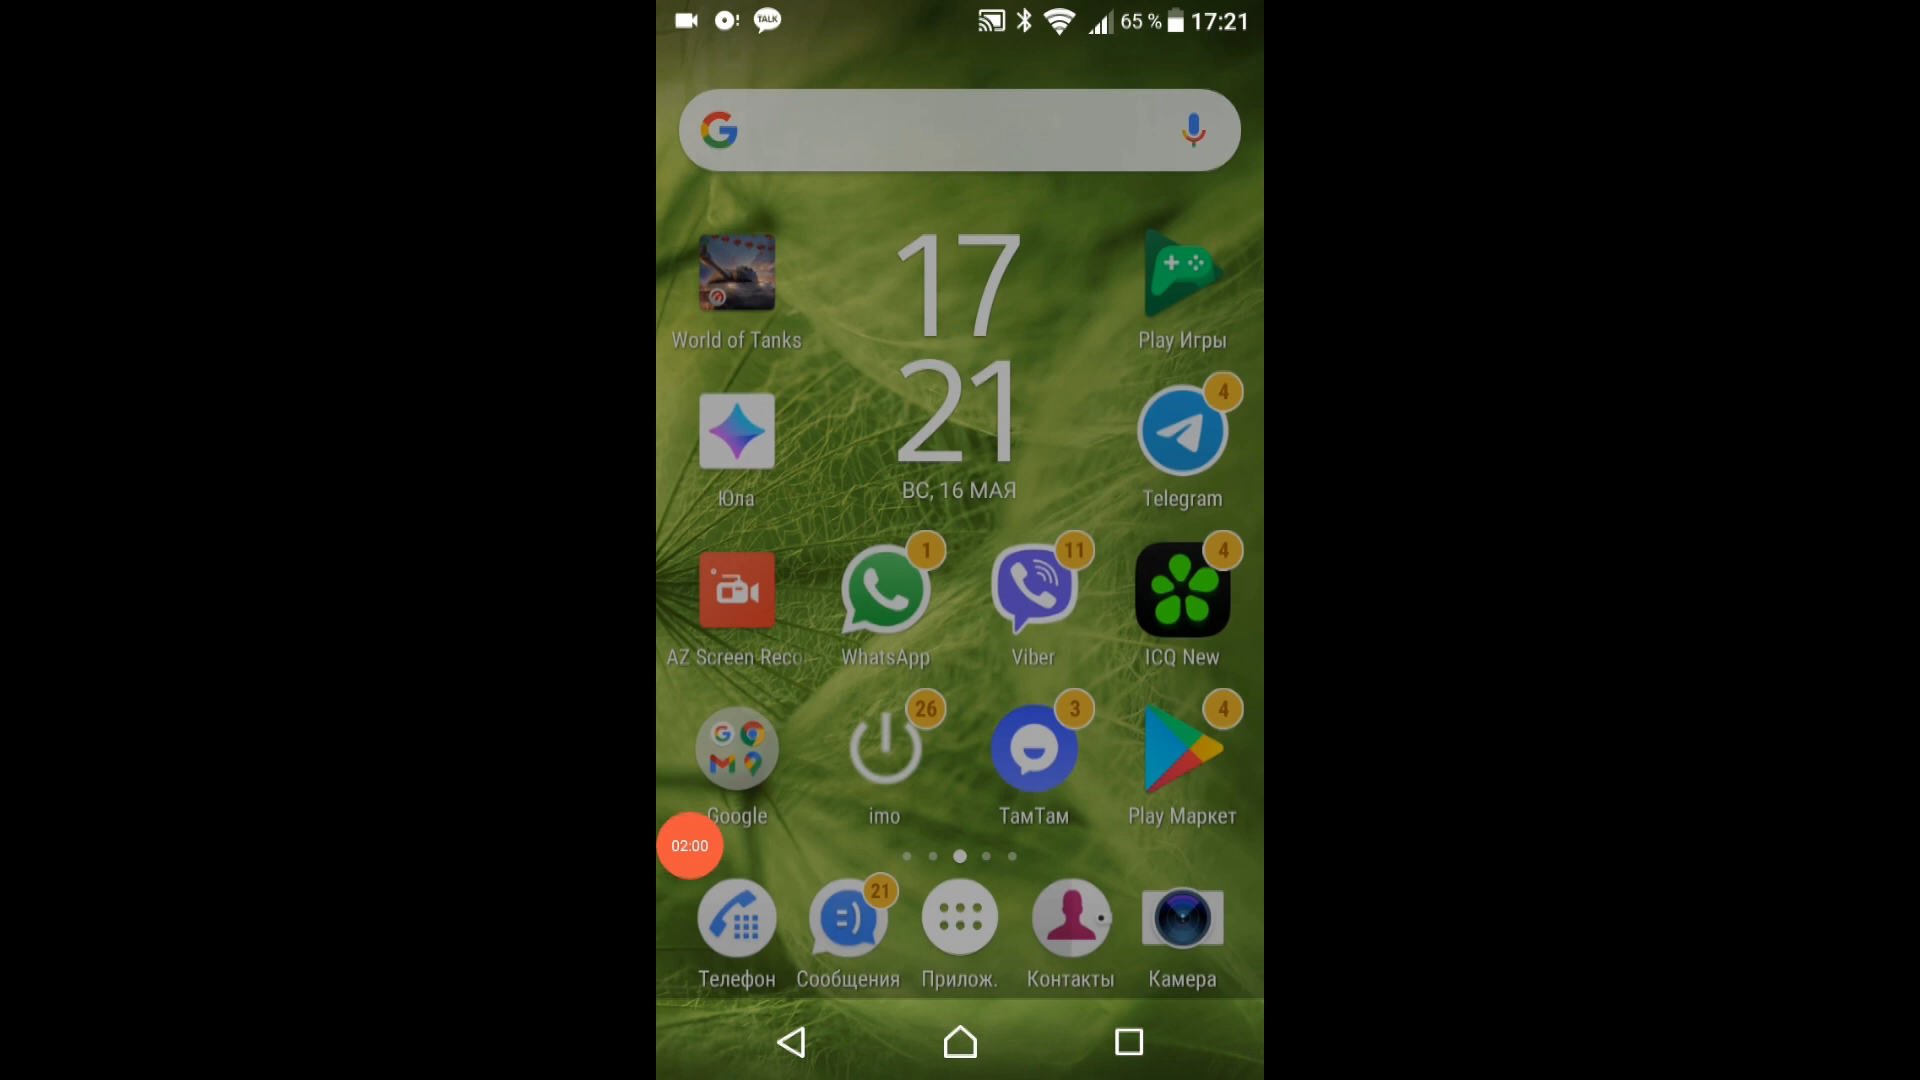 TALK 65 % 17:21
17
21
ВС, 16 МАЯ
World of Tanks
Play Игры
4
Юла
Telegram
1
11
4
AZ Screen Reco
WhatsApp
Viber
ICQ New
26
3
4
Google
imo
ТамТам
Play Маркет
02:00
21
Телефон
Сообщения
Прилож.
Контакты
Камера